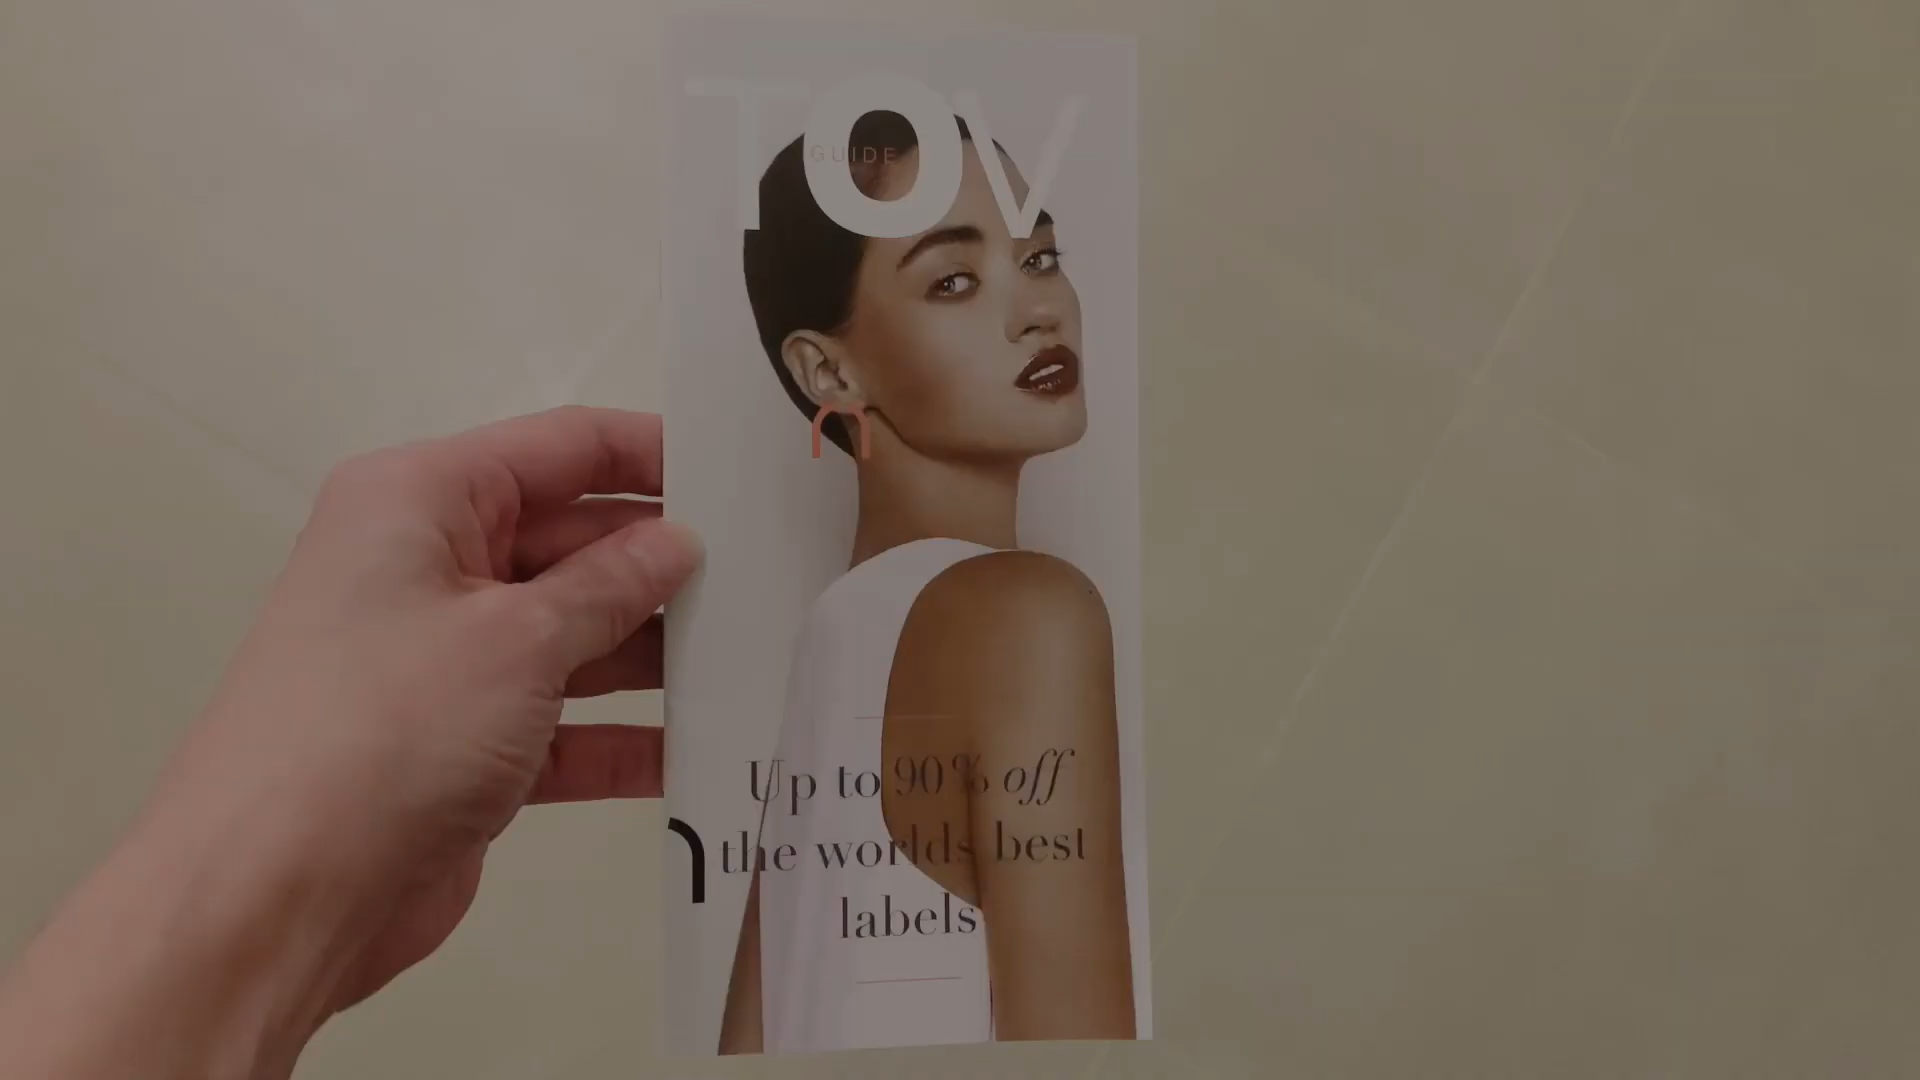 TOV
GUIDE
Up to 90% off
the worlds best
labels